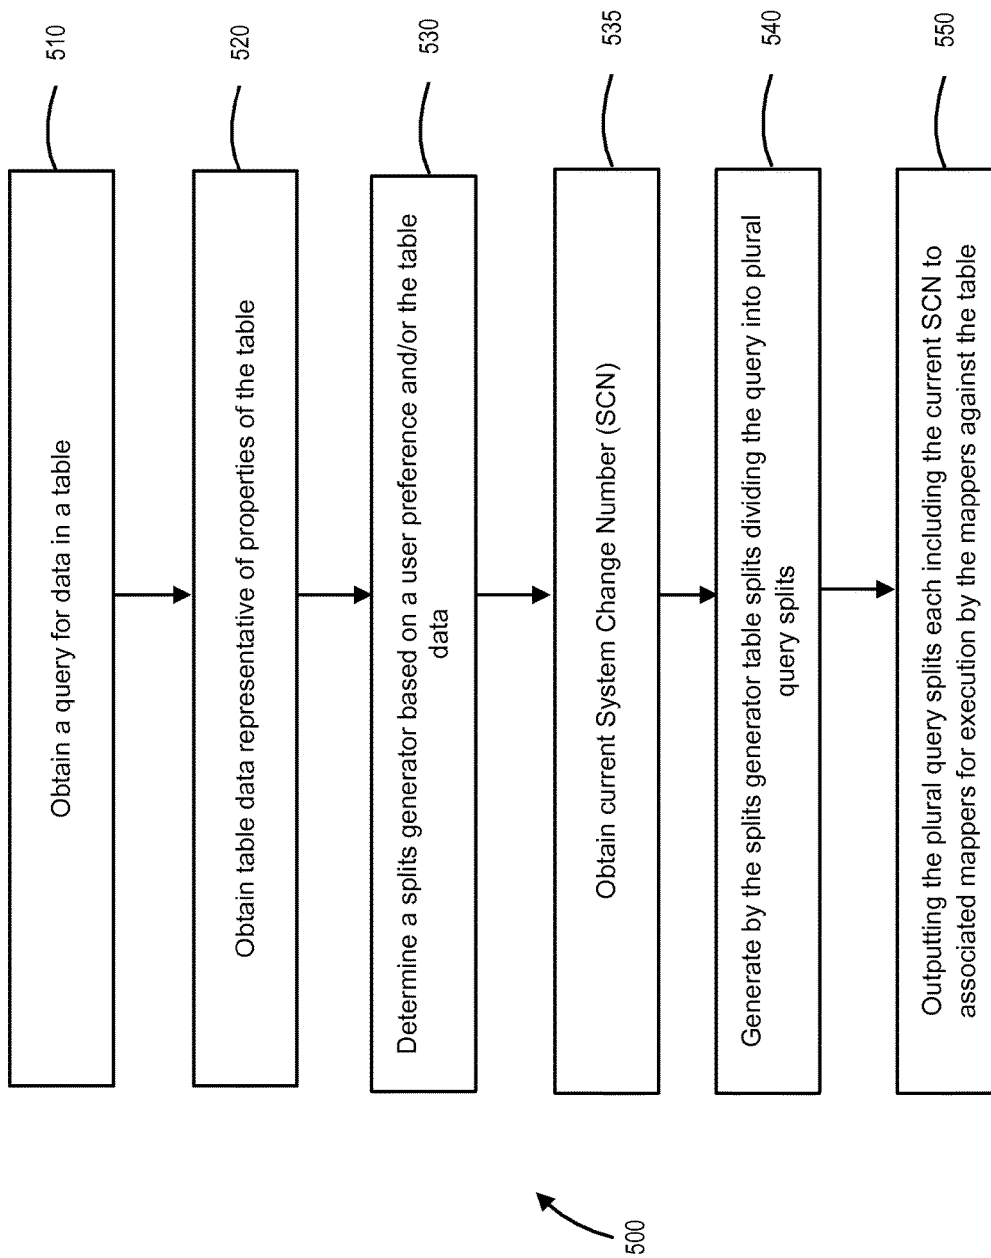 510
Obtain a query for data in a table
520
Obtain table data representative of properties of the table
530
Determine a splits generator based on a user preference and/or the table
data
535
Obtain current System Change Number (SCN)
540
Generate by the splits generator table splits dividing the query into plural
query splits
550
Outputting the plural query splits each including the current SCN to
associated mappers for execution by the mappers against the table
500